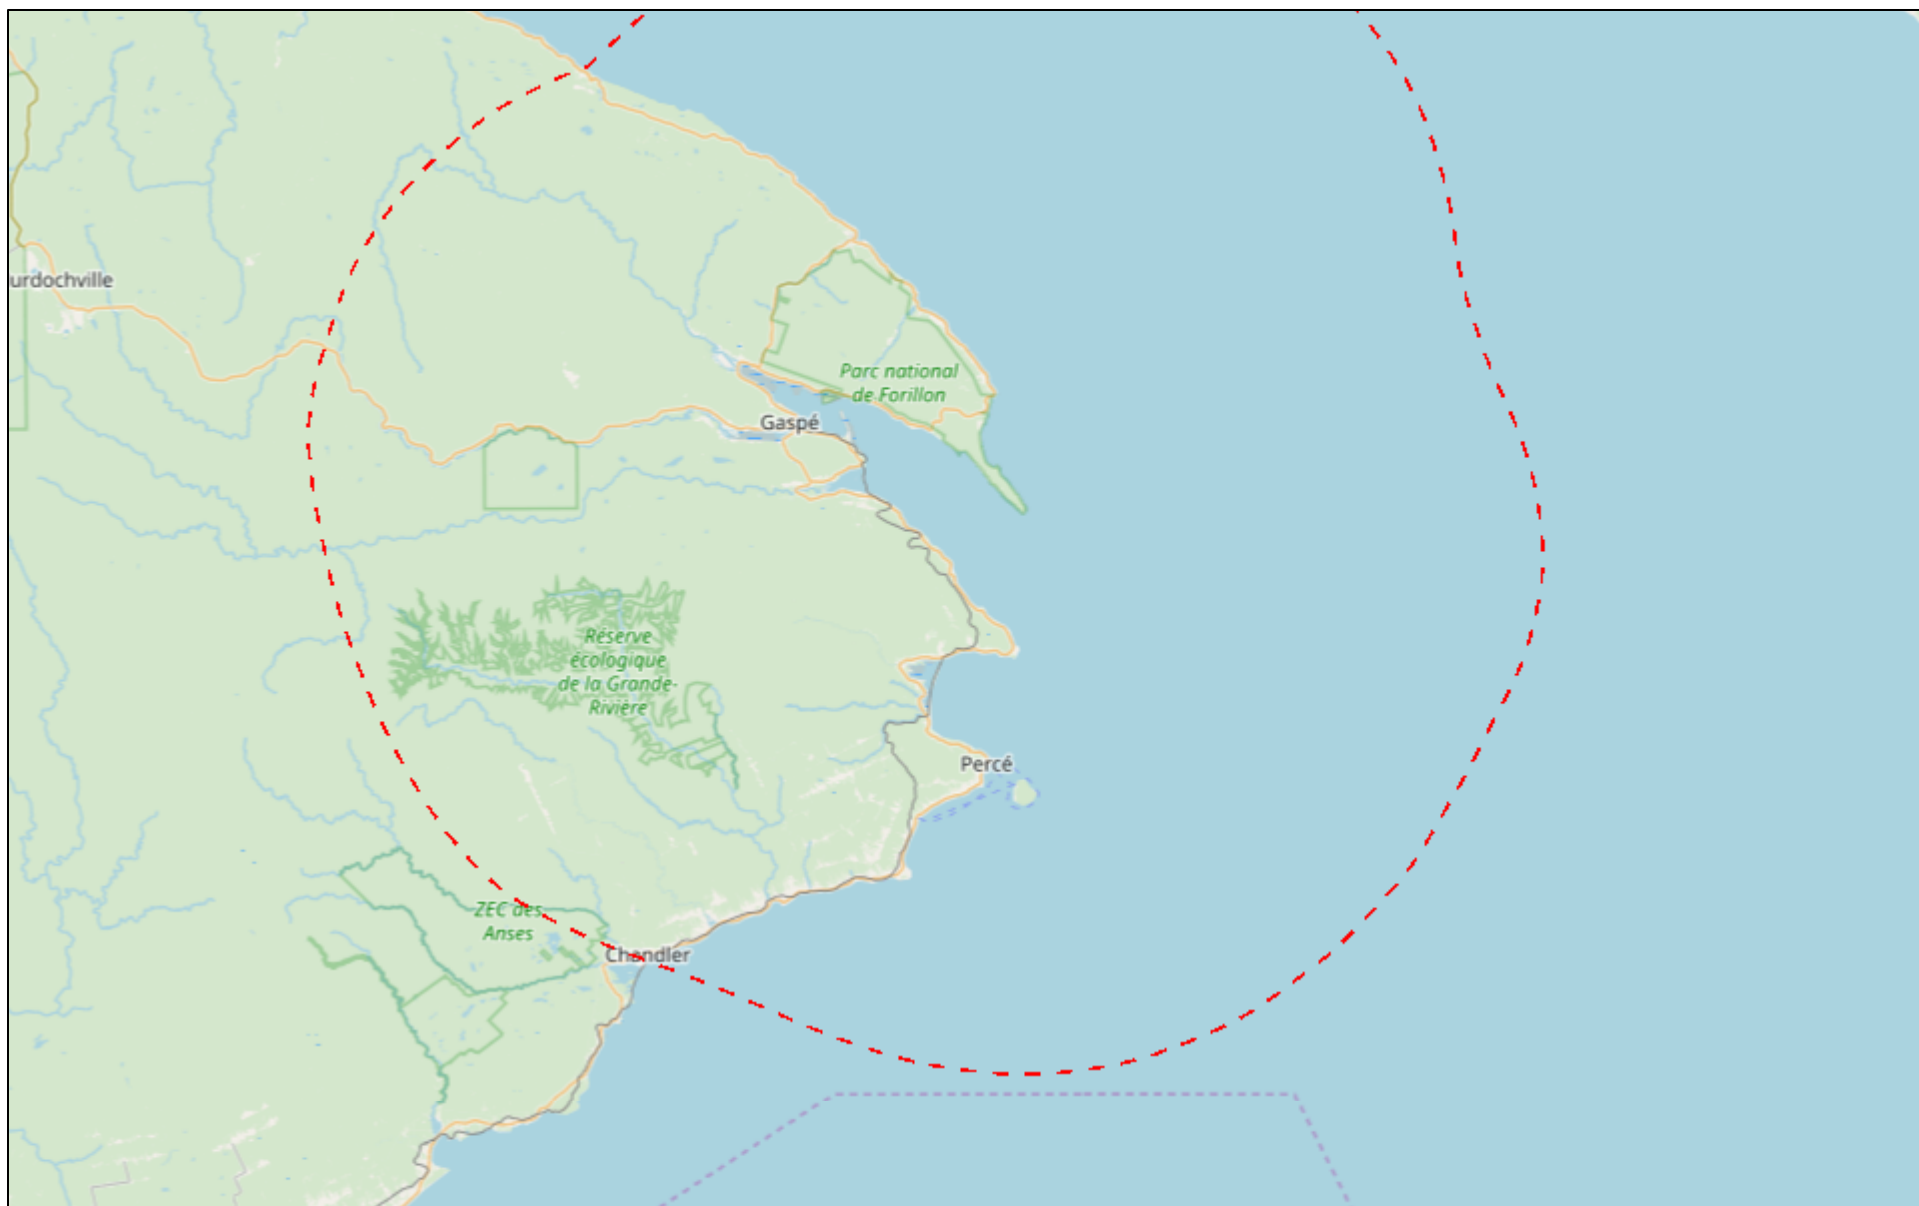 urdochville
Parc national
de Forillon
Gaspé
Réserve
écologique
de la Grande-
Rivière
Percé
ZEC des
Anses
Chandler